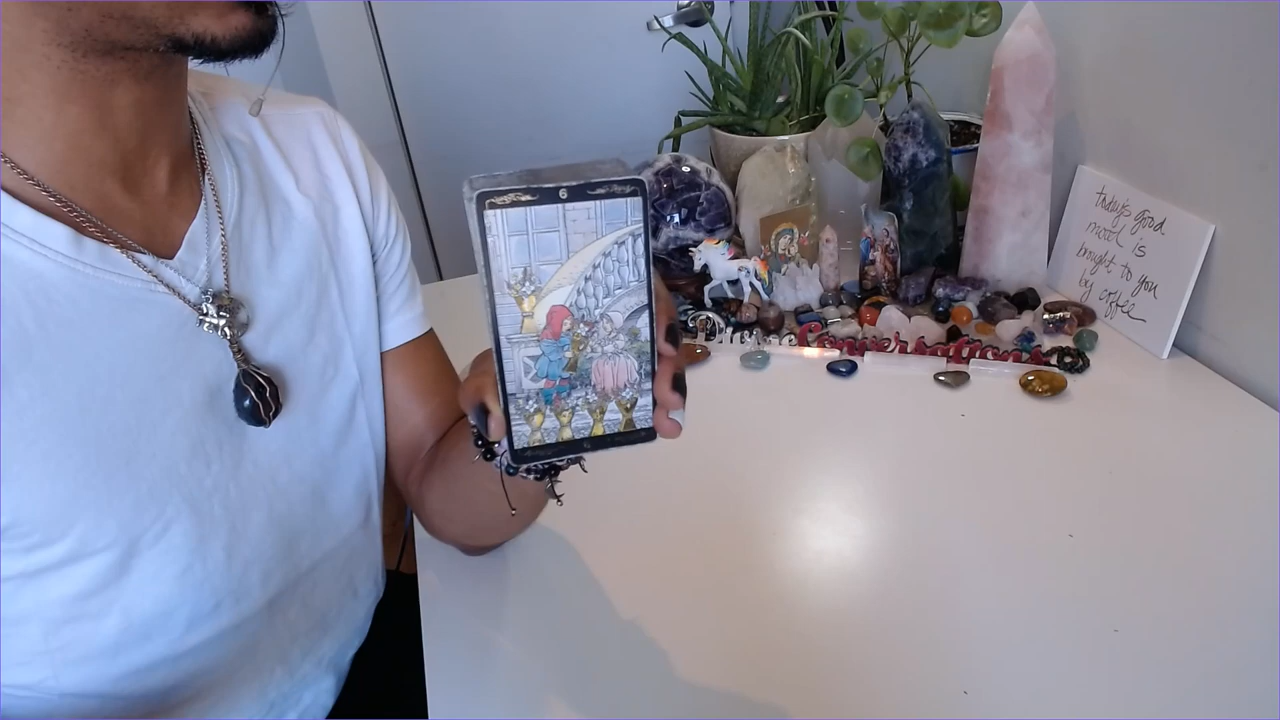 6
today's good
mood is
brought to you
by coffee
Divine Conversations